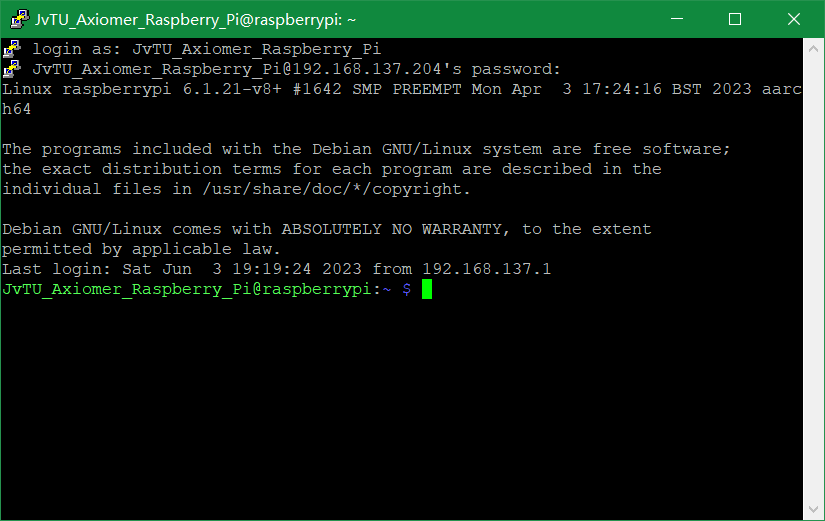 JvTU_Axiomer_Raspberry_Pi@raspberrypi: ~
login as: JvTU_Axiomer_Raspberry_Pi
JvTU_Axiomer_Raspberry_Pi@192.168.137.204's password:
Linux raspberrypi 6.1.21-v8+ #1642 SMP PREEMPT Mon Apr  3 17:24:16 BST 2023 aarc
h64
The programs included with the Debian GNU/Linux system are free software;
the exact distribution terms for each program are described in the
individual files in /usr/share/doc/*/copyright.
Debian GNU/Linux comes with ABSOLUTELY NO WARRANTY, to the extent
permitted by applicable law.
Last login: Sat Jun  3 19:19:24 2023 from 192.168.137.1
JvTU_Axiomer_Raspberry_Pi@raspberrypi:~ $